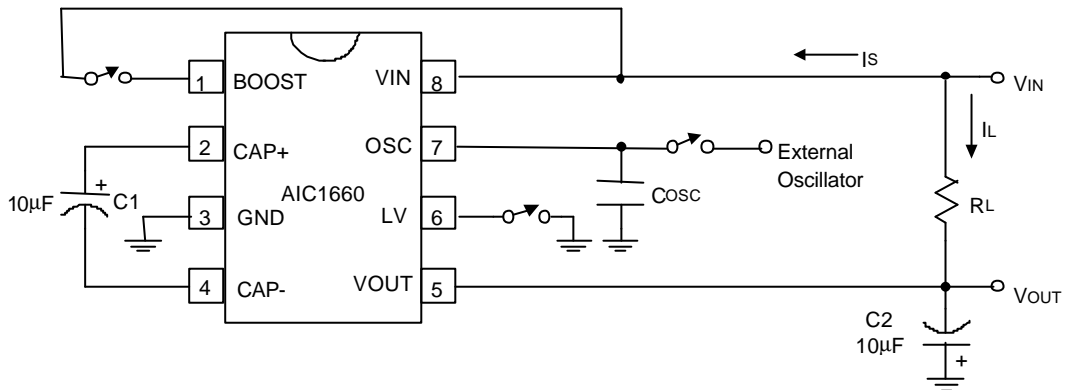 IS
1
BOOST
VIN
8
VIN
IL
2
CAP+
OSC
7
External
Oscillator
10µF
+
C1
AIC1660
COSC
RL
3
GND
LV
6
4
CAP-
VOUT
5
VOUT
C2
10µF
+